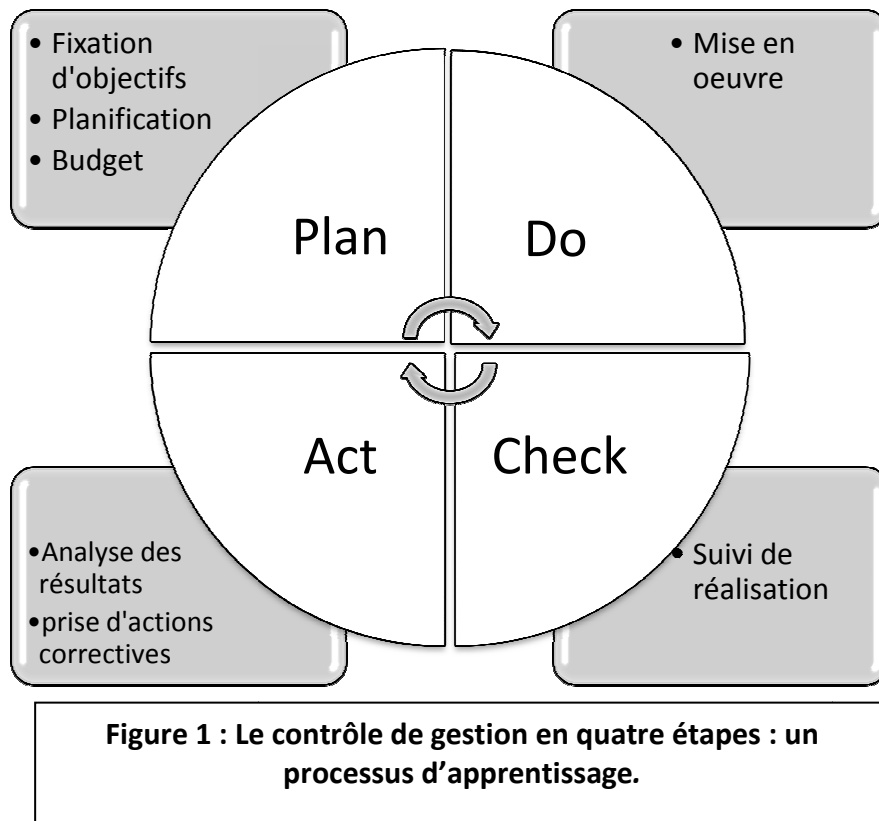 • Fixation
d'objectifs
• Planification
• Budget
• Mise en
oeuvre
Plan
Do
Act
Check
•Analyse des
résultats
•prise d'actions
correctives
• Suivi de
réalisation
Figure 1 : Le contrôle de gestion en quatre étapes : un
processus d’apprentissage.